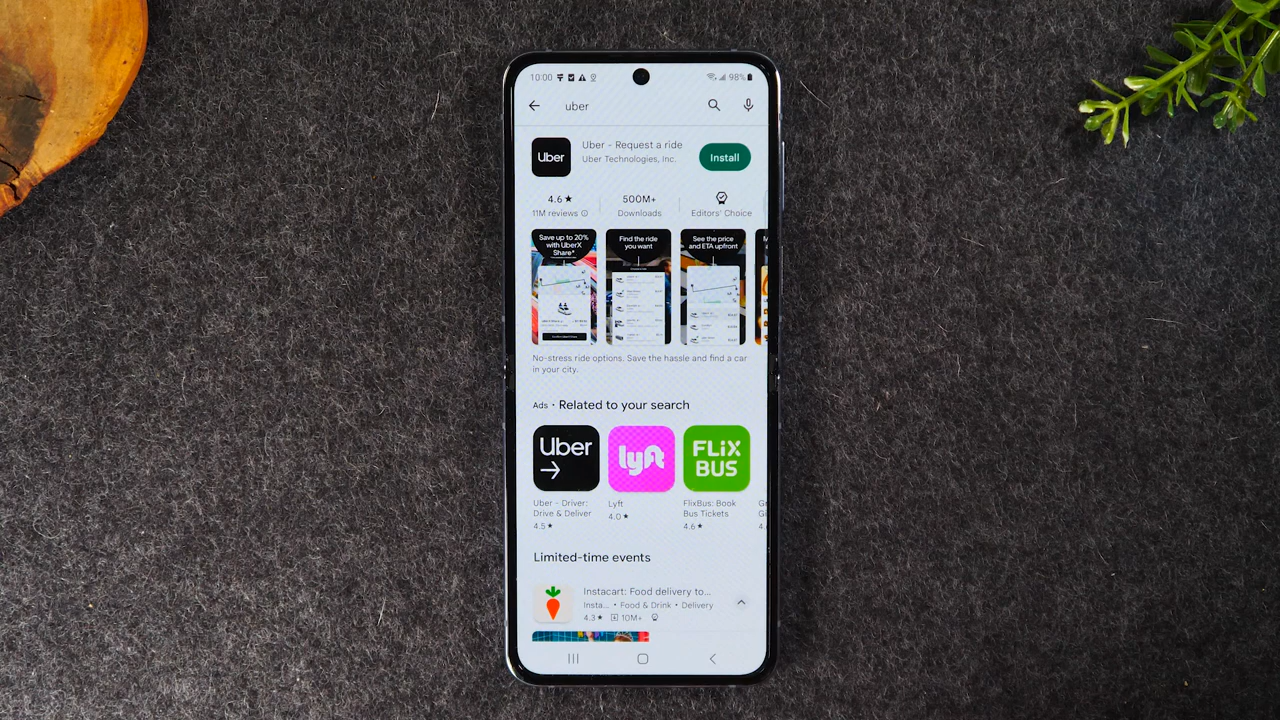 10:00
98%
uber
Uber
Uber - Request a ride
Uber Technologies, Inc.
Install
4.6 ★
11M reviews
500M+
Downloads
Editors' Choice
Save up to 20%
with UberX
Share*
Find the ride
you want
See the price
and ETA upfront
No-stress ride options. Save the hassle and find a car
in your city.
Ads • Related to your search
Uber
lyft
FLiX
BUS
Uber - Driver:
Drive & Deliver
4.5 ★
Lyft
4.0 ★
FlixBus: Book
Bus Tickets
4.6 ★
Limited-time events
Instacart: Food delivery to...
Insta... • Food & Drink • Delivery
4.3 ★ 10M+